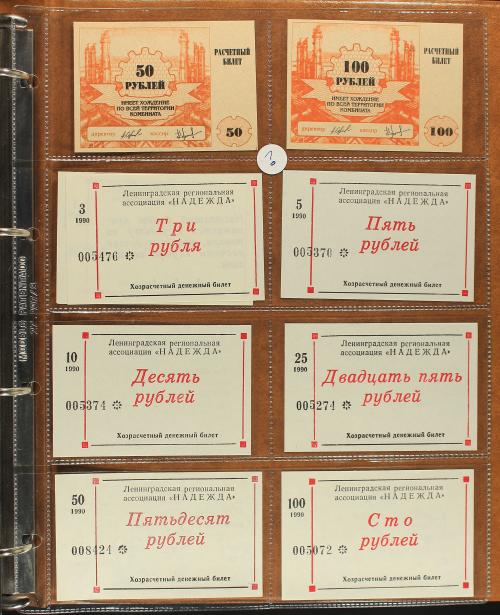 50
РУБЛЕЙ
РАСЧЕТНЫЙ
БИЛЕТ
ИМЕЕТ ХОЖДЕНИЕ
ПО ВСЕЙ ТЕРРИТОРИИ
КОМБИНАТА
50
100
РУБЛЕЙ
РАСЧЕТНЫЙ
БИЛЕТ
ИМЕЕТ ХОЖДЕНИЕ
ПО ВСЕЙ ТЕРРИТОРИИ
КОМБИНАТА
100
Ленинградская региональная
ассоциация «НАДЕЖДА»
3
1990
Три
рубля
005476
Хозрасчетный денежный билет
Ленинградская региональная
ассоциация «НАДЕЖДА»
5
1990
Пять
рублей
005370
Хозрасчетный денежный билет
Ленинградская региональная
ассоциация «НАДЕЖДА»
10
1990
Десять
рублей
005374
Хозрасчетный денежный билет
Ленинградская региональная
ассоциация «НАДЕЖДА»
25
1990
Двадцать пять
рублей
005274
Хозрасчетный денежный билет
Ленинградская региональная
ассоциация «НАДЕЖДА»
50
1990
Пятьдесят
рублей
008424
Хозрасчетный денежный билет
Ленинградская региональная
ассоциация «НАДЕЖДА»
100
1990
Сто
рублей
005072
Хозрасчетный денежный билет